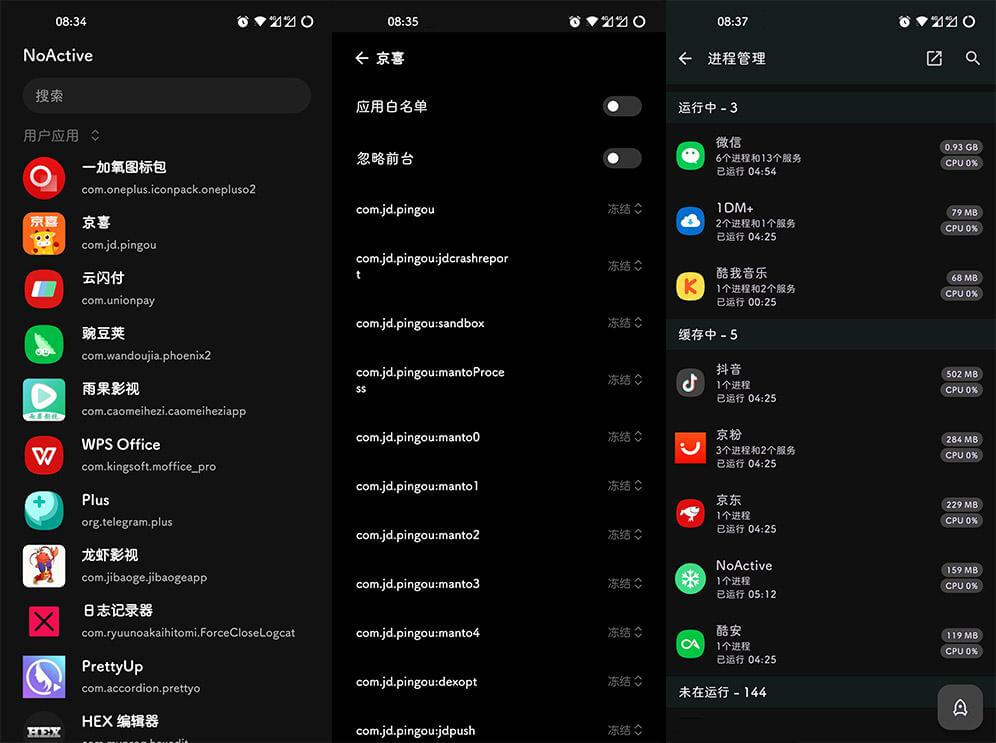 08:34
NoActive
搜索
用户应用
一加氧图标包
com.oneplus.iconpack.onepluso2
京喜
京喜
com.jd.pingou
云闪付
com.unionpay
豌豆荚
com.wandoujia.phoenix2
雨果影视
雨果影视
com.caomeihezi.caomeiheziapp
WPS Office
com.kingsoft.moffice_pro
Plus
org.telegram.plus
龙虾影视
com.jibaoge.jibaogeapp
日志记录器
com.ryuunoakaihitomi.ForceCloseLogcat
PrettyUp
com.accordion.prettyo
HEX
HEX 编辑器
08:35
京喜
应用白名单
忽略前台
com.jd.pingou 冻结
com.jd.pingou:jdcrashrepor
t
冻结
com.jd.pingou:sandbox 冻结
com.jd.pingou:mantoProce
ss
冻结
com.jd.pingou:manto0 冻结
com.jd.pingou:manto1 冻结
com.jd.pingou:manto2 冻结
com.jd.pingou:manto3 冻结
com.jd.pingou:manto4 冻结
com.jd.pingou:dexopt 冻结
com.jd.pingou:jdpush 冻结
08:37
进程管理
运行中 - 3
微信
6个进程和13个服务
已运行 04:54
0.93 GB
CPU 0%
1DM+
2个进程和1个服务
已运行 04:25
79 MB
CPU 0%
酷我音乐
1个进程和2个服务
已运行 00:25
68 MB
CPU 0%
缓存中 - 5
抖音
1个进程
已运行 04:25
502 MB
CPU 0%
京粉
3个进程和2个服务
已运行 04:25
284 MB
CPU 0%
京东
1个进程
已运行 04:25
229 MB
CPU 0%
NoActive
1个进程
已运行 05:12
159 MB
CPU 0%
酷安
1个进程
已运行 04:25
119 MB
CPU 0%
未在运行 - 144